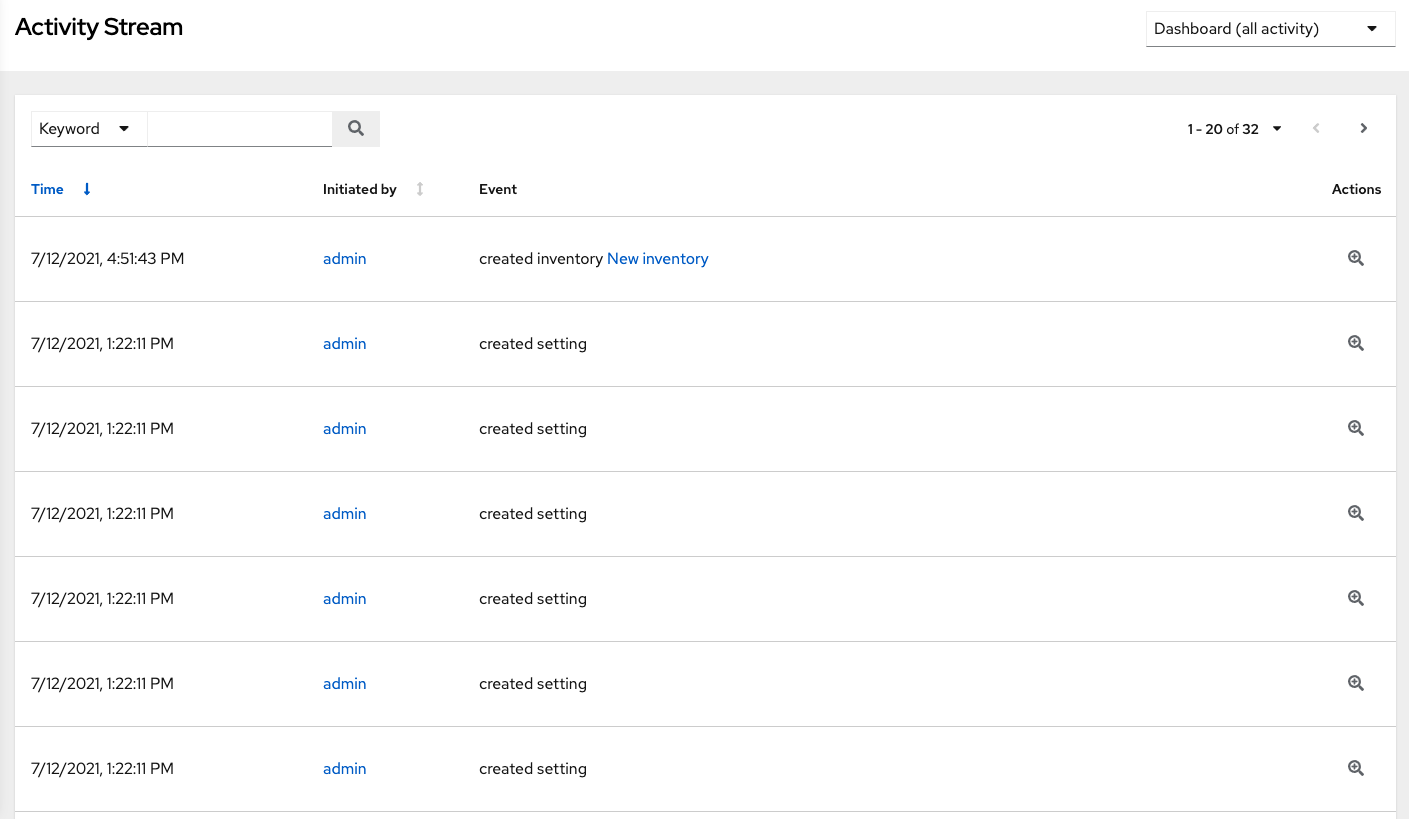 Activity Stream
Dashboard (all activity)
Keyword
1 - 20 of 32
Time Initiated by Event Actions
7/12/2021, 4:51:43 PM admin created inventory New inventory
7/12/2021, 1:22:11 PM admin created setting
7/12/2021, 1:22:11 PM admin created setting
7/12/2021, 1:22:11 PM admin created setting
7/12/2021, 1:22:11 PM admin created setting
7/12/2021, 1:22:11 PM admin created setting
7/12/2021, 1:22:11 PM admin created setting